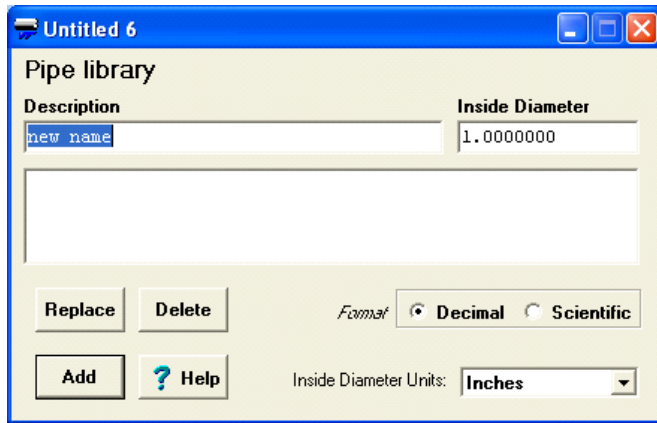 Untitled 6
Pipe library
Description Inside Diameter
new name 1.0000000
Replace Delete Format Decimal Scientific
Add ? Help Inside Diameter Units: Inches